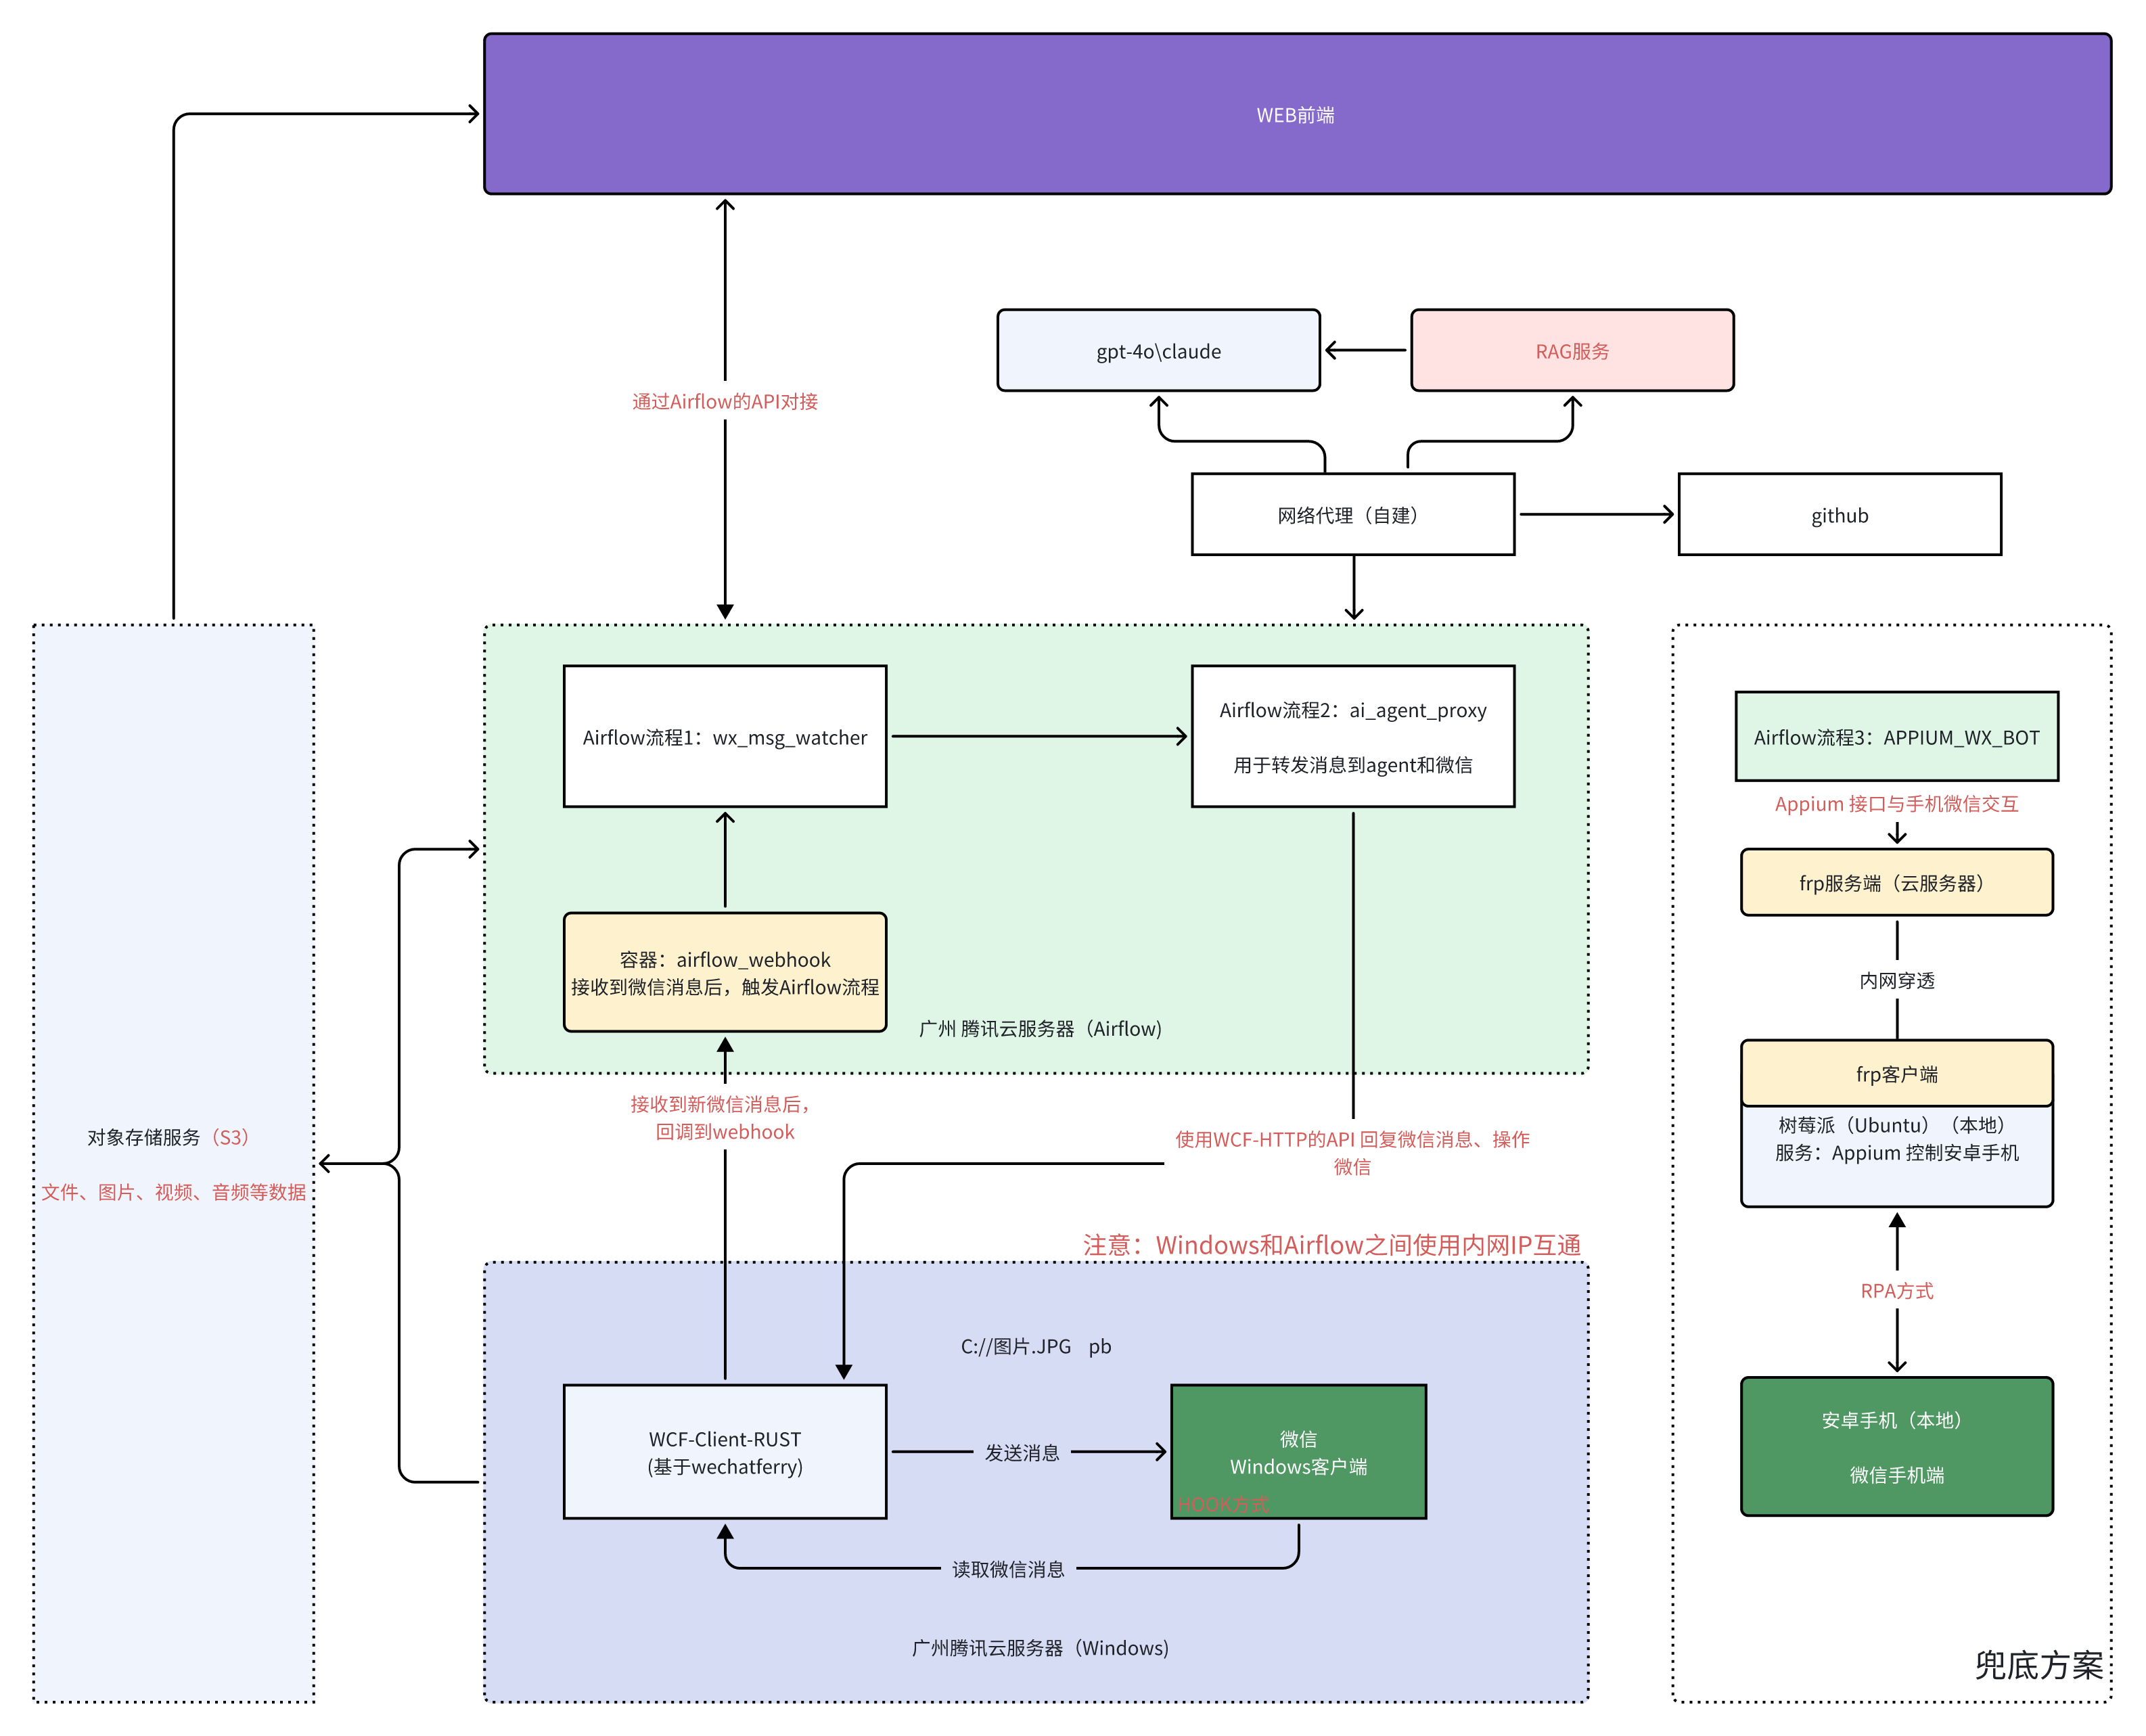 WEB前端
gpt-4o\claude
RAG服务
通过Airflow的API对接
网络代理（自建）
github
Airflow流程1：wx_msg_watcher
Airflow流程2：ai_agent_proxy
用于转发消息到agent和微信
容器：airflow_webhook
接收到微信消息后，触发Airflow流程
广州 腾讯云服务器（Airflow)
接收到新微信消息后，
回调到webhook
使用WCF-HTTP的API 回复微信消息、操作
微信
对象存储服务（S3）
文件、图片、视频、音频等数据
注意：Windows和Airflow之间使用内网IP互通
C://图片.JPG pb
WCF-Client-RUST
(基于wechatferry)
发送消息
微信
Windows客户端
HOOK方式
读取微信消息
广州腾讯云服务器（Windows)
Airflow流程3：APPIUM_WX_BOT
Appium 接口与手机微信交互
frp服务端（云服务器）
内网穿透
frp客户端
树莓派（Ubuntu）（本地）
服务：Appium 控制安卓手机
RPA方式
安卓手机（本地）
微信手机端
兜底方案